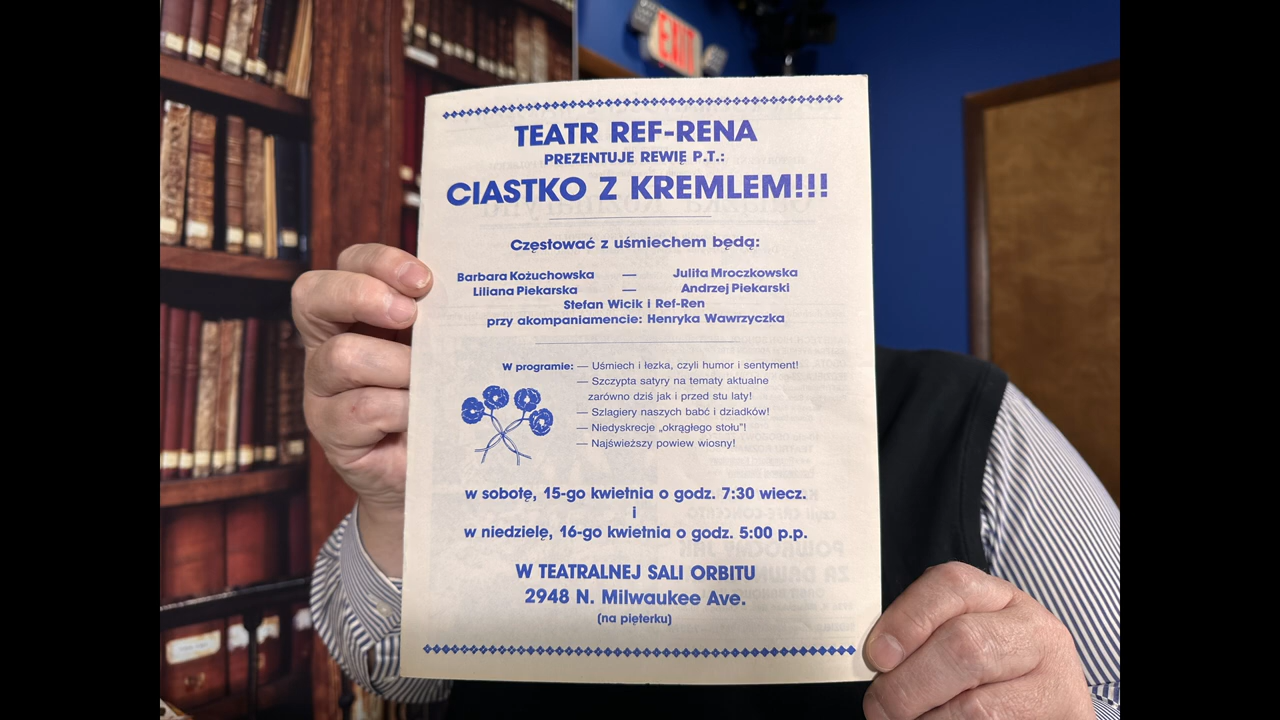 EXIT
TEATR REF-RENA
PREZENTUJE REWIĘ P.T.:
CIASTKO Z KREMLEM!!!
Częstować z uśmiechem będą:
Barbara Kożuchowska — Julita Mroczkowska
Liliana Piekarska — Andrzej Piekarski
Stefan Wicik i Ref-Ren
przy akompaniamencie: Henryka Wawrzyczka
W programie: — Uśmiech i łezka, czyli humor i sentyment!
— Szczypta satyry na tematy aktualne
zarówno dziś jak i przed stu laty!
— Szlagiery naszych babć i dziadków!
— Niedyskrecje „okrągłego stołu"!
— Najświeższy powiew wiosny!
w sobotę, 15-go kwietnia o godz. 7:30 wiecz.
i
w niedzielę, 16-go kwietnia o godz. 5:00 p.p.
W TEATRALNEJ SALI ORBITU
2948 N. Milwaukee Ave.
(na pięterku)